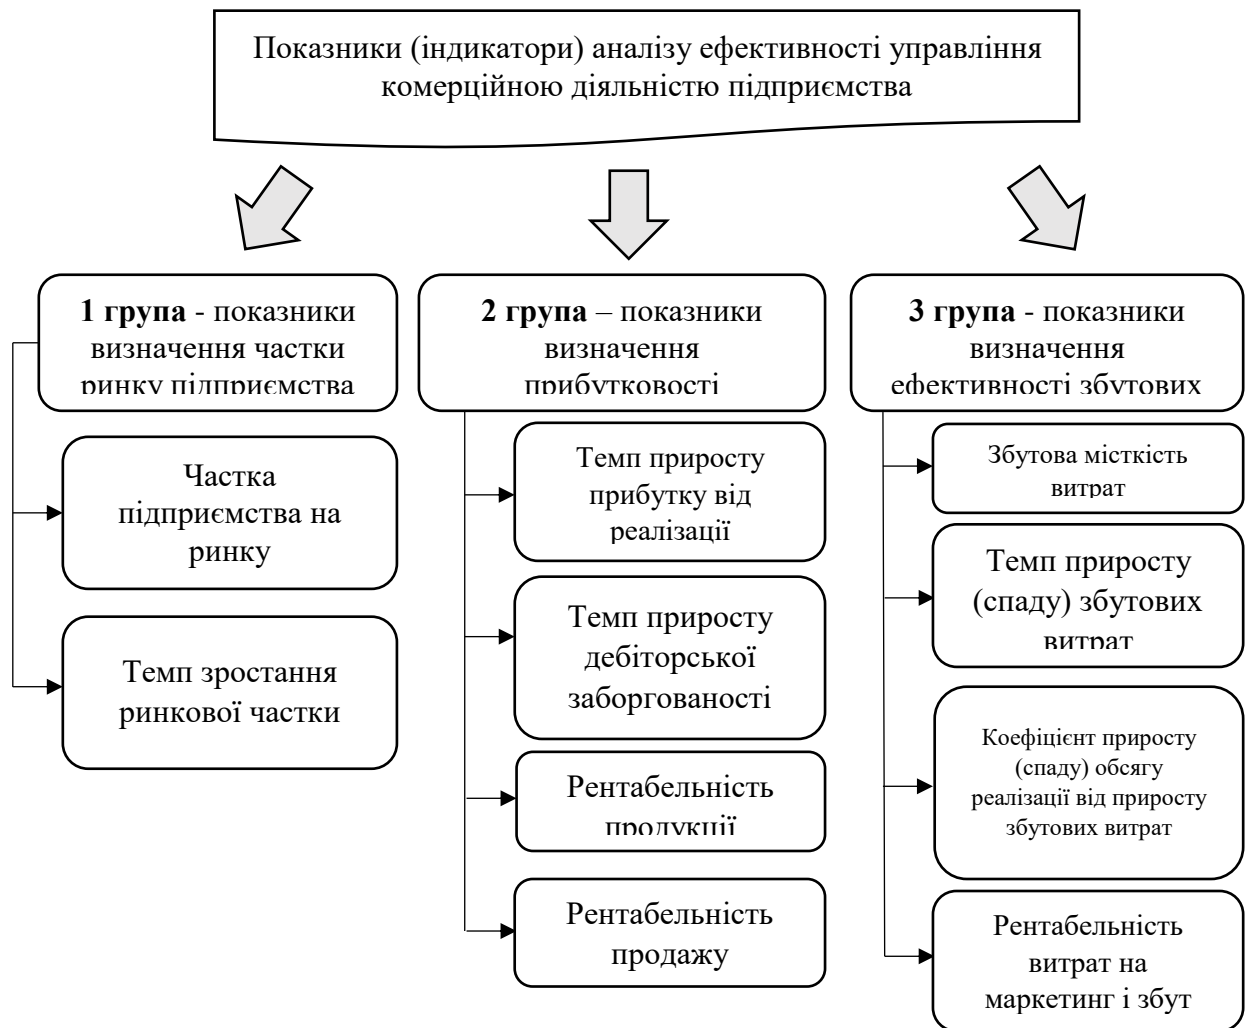 Показники (індикатори) аналізу ефективності управління
комерційною діяльністю підприємства
1 група - показники
визначення частки
ринку підприємства
Частка
підприємства на
ринку
Темп зростання
ринкової частки
2 група – показники
визначення
прибутковості
Темп приросту
прибутку від
реалізації
Темп приросту
дебіторської
заборгованості
Рентабельність
продукції
Рентабельність
продажу
3 група - показники
визначення
ефективності збутових
Збутова місткість
витрат
Темп приросту
(спаду) збутових
витрат
Коефіцієнт приросту
(спаду) обсягу
реалізації від приросту
збутових витрат
Рентабельність
витрат на
маркетинг і збут